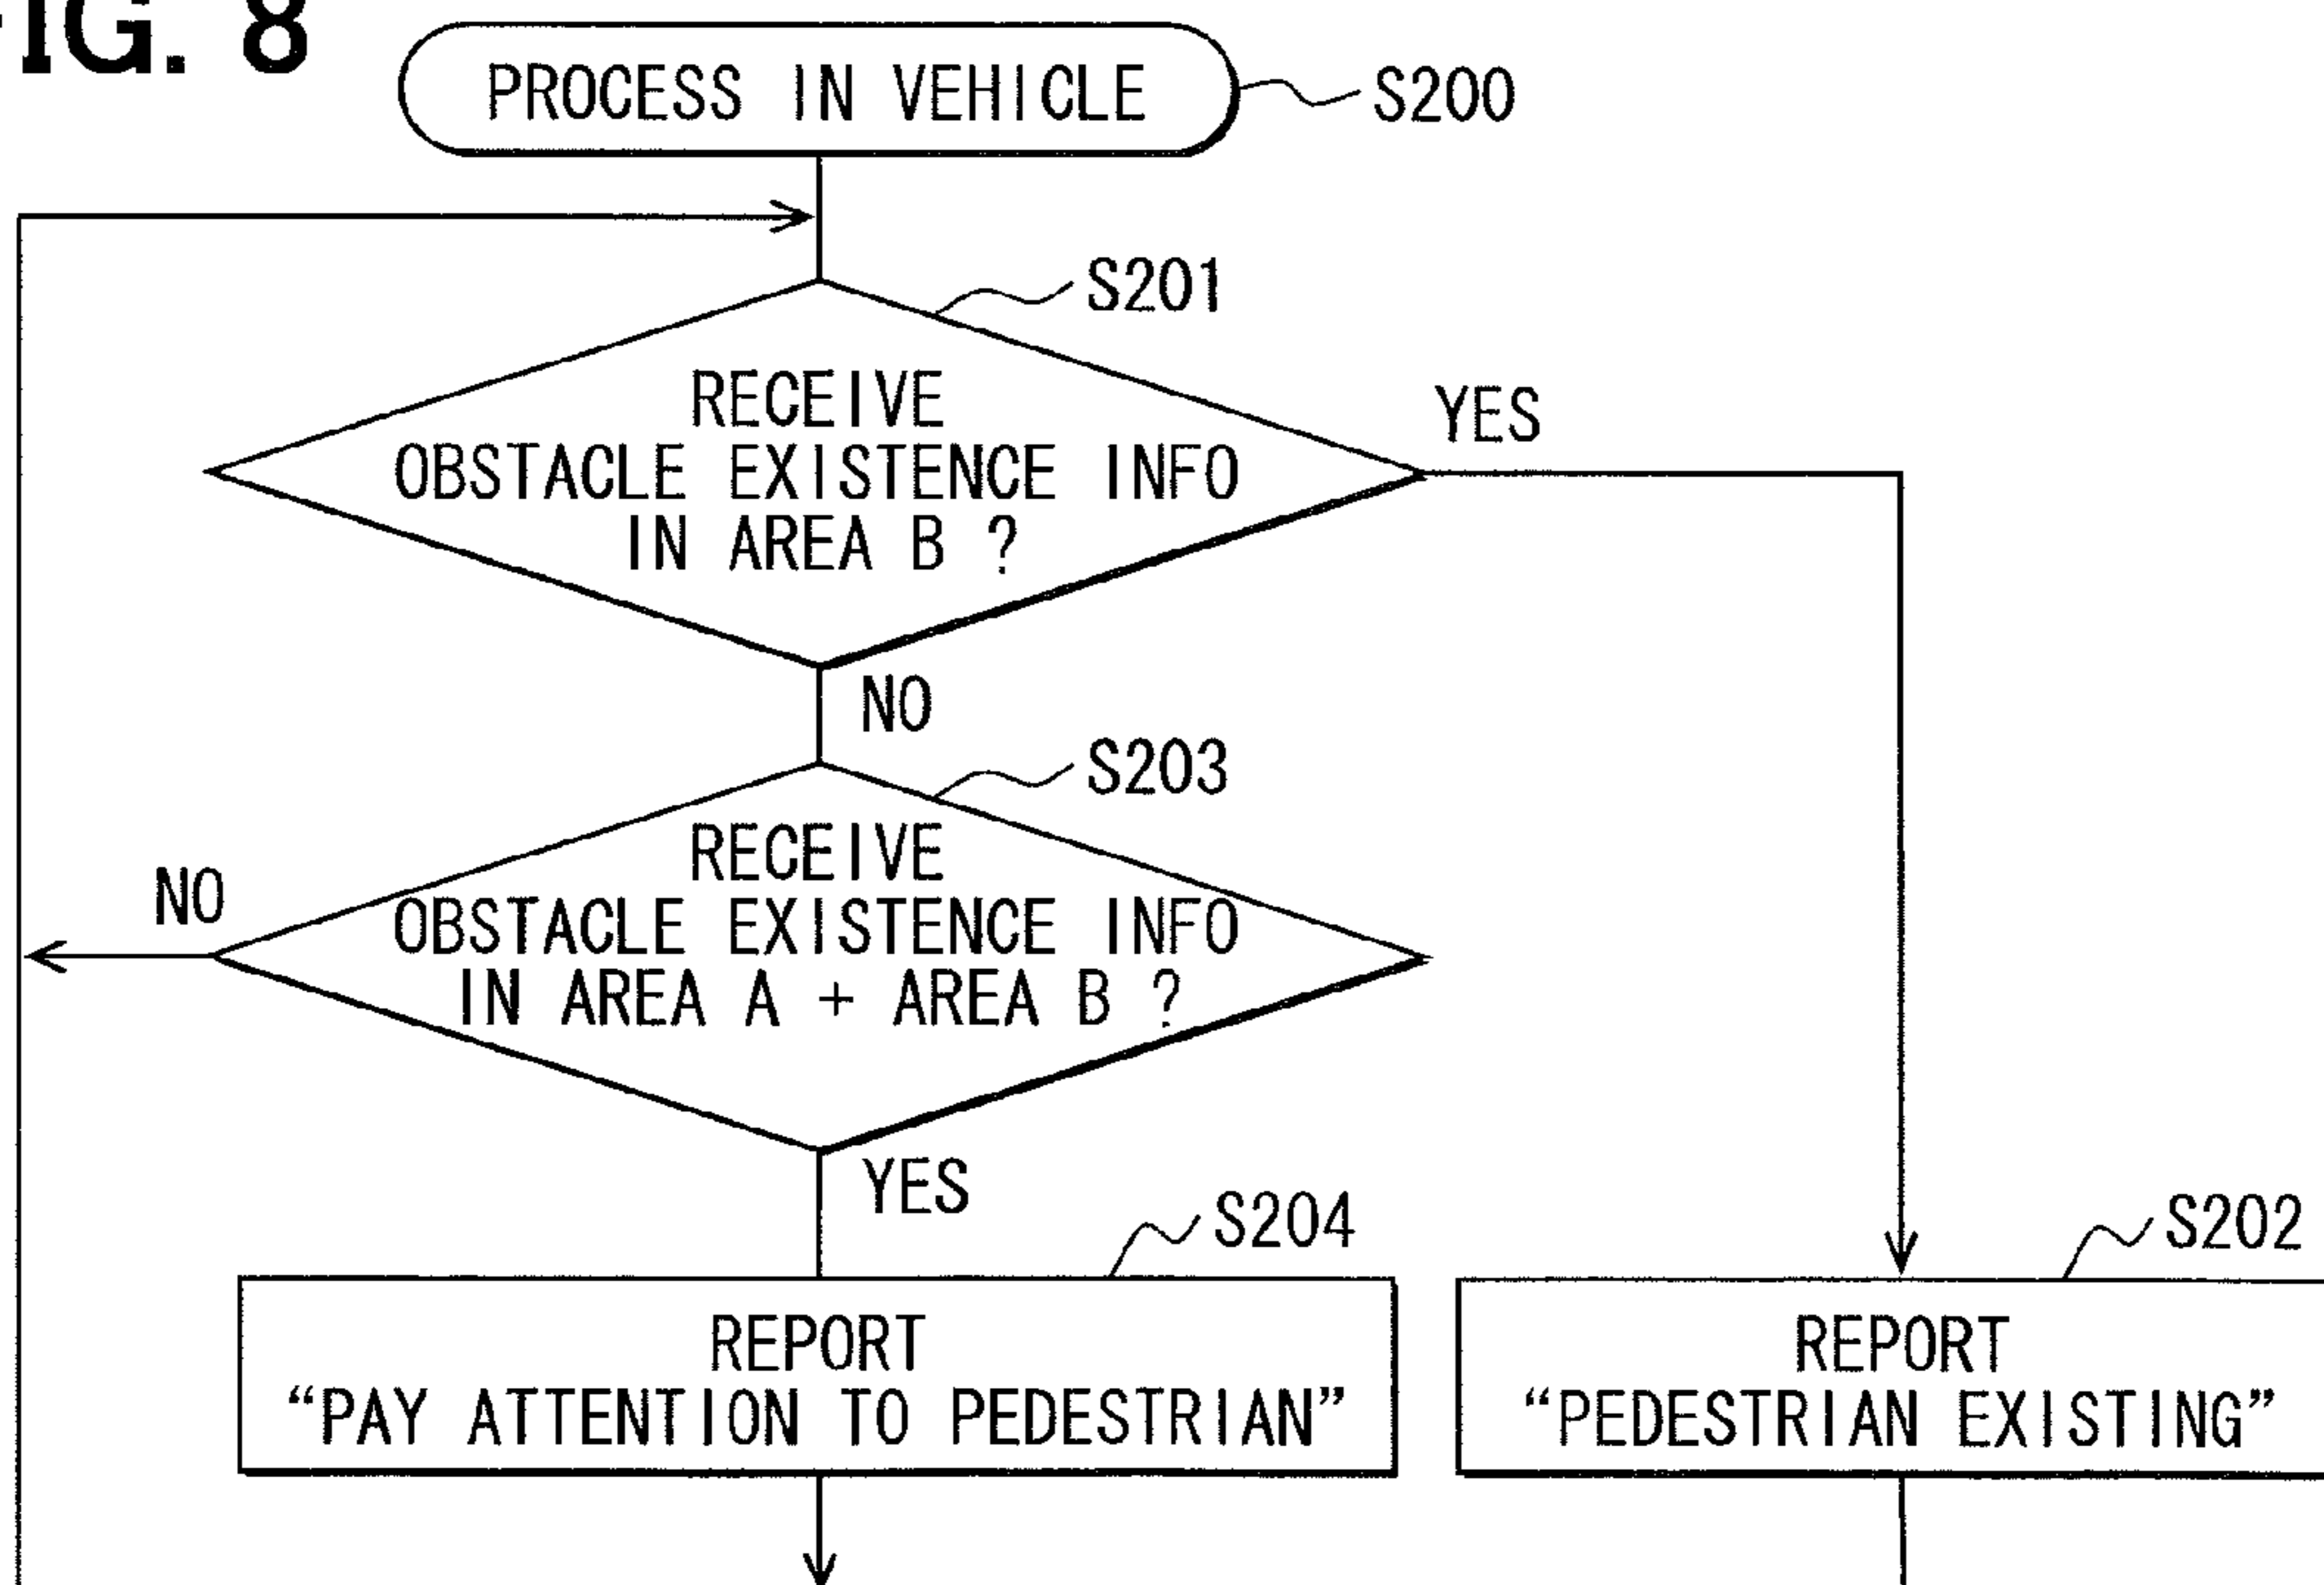 FIG. 8
PROCESS IN VEHICLE
S200
S201
RECEIVE
OBSTACLE EXISTENCE INFO
IN AREA B ?
YES
NO
S203
RECEIVE
OBSTACLE EXISTENCE INFO
IN AREA A + AREA B ?
NO
YES
S204
REPORT
“PAY ATTENTION TO PEDESTRIAN”
S202
REPORT
“PEDESTRIAN EXISTING”